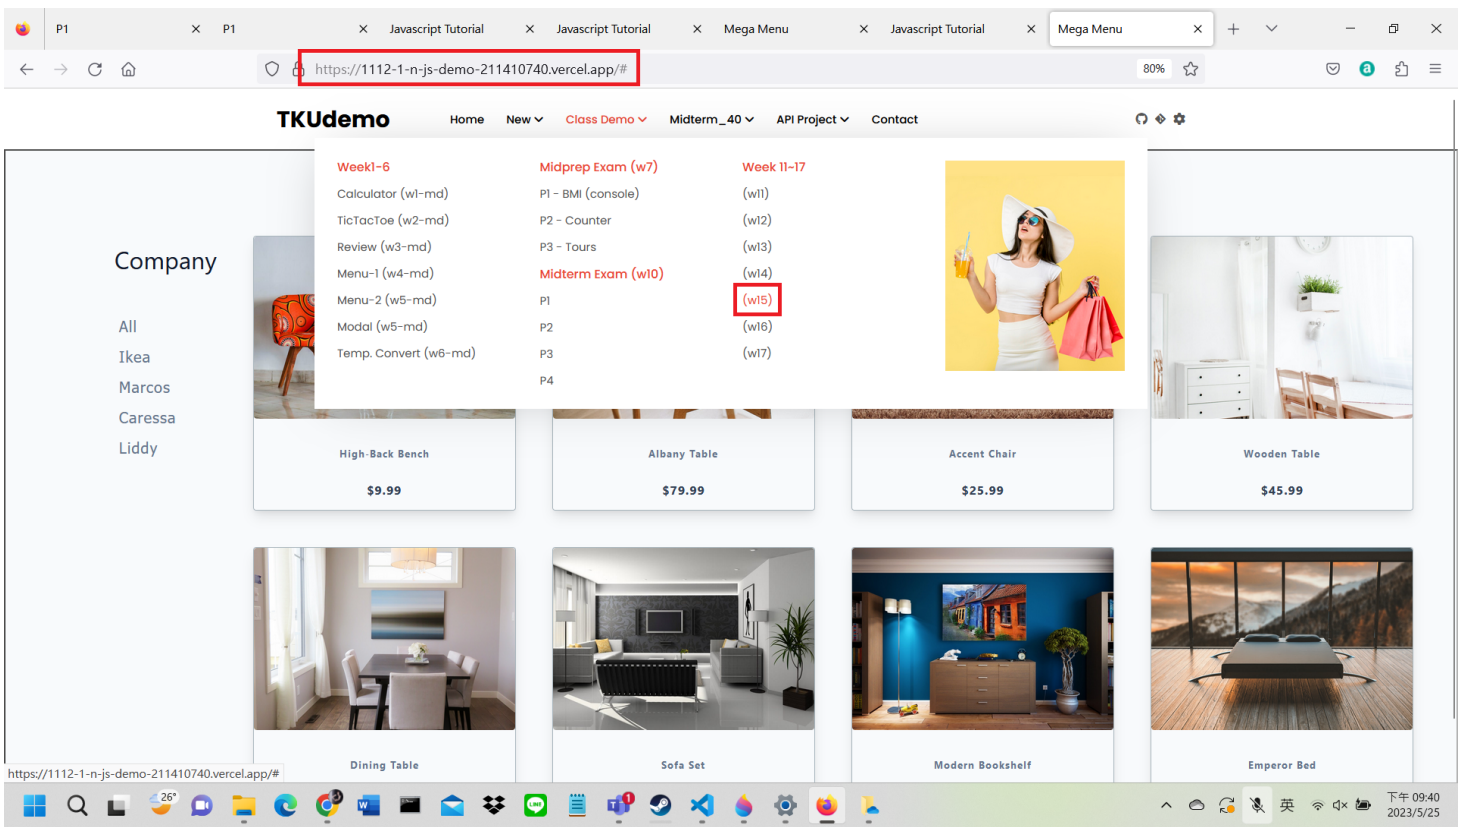 P1
P1
Javascript Tutorial
Javascript Tutorial
Mega Menu
Javascript Tutorial
Mega Menu
https://1112-1-n-js-demo-211410740.vercel.app/#
80%
TKUdemo
Home
New
Class Demo
Midterm_40
API Project
Contact
Week1-6
Calculator (w1-md)
TicTacToe (w2-md)
Review (w3-md)
Menu-1 (w4-md)
Menu-2 (w5-md)
Modal (w5-md)
Temp. Convert (w6-md)
Midprep Exam (w7)
P1 - BMI (console)
P2 - Counter
P3 - Tours
Midterm Exam (w10)
P1
P2
P3
P4
Week 11~17
(w11)
(w12)
(w13)
(w14)
(w15)
(w16)
(w17)
Company
All
Ikea
Marcos
Caressa
Liddy
High-Back Bench
$9.99
Albany Table
$79.99
Accent Chair
$25.99
Wooden Table
$45.99
Dining Table
Sofa Set
Modern Bookshelf
Emperor Bed
https://1112-1-n-js-demo-211410740.vercel.app/#
26°
英
下午 09:40
2023/5/25